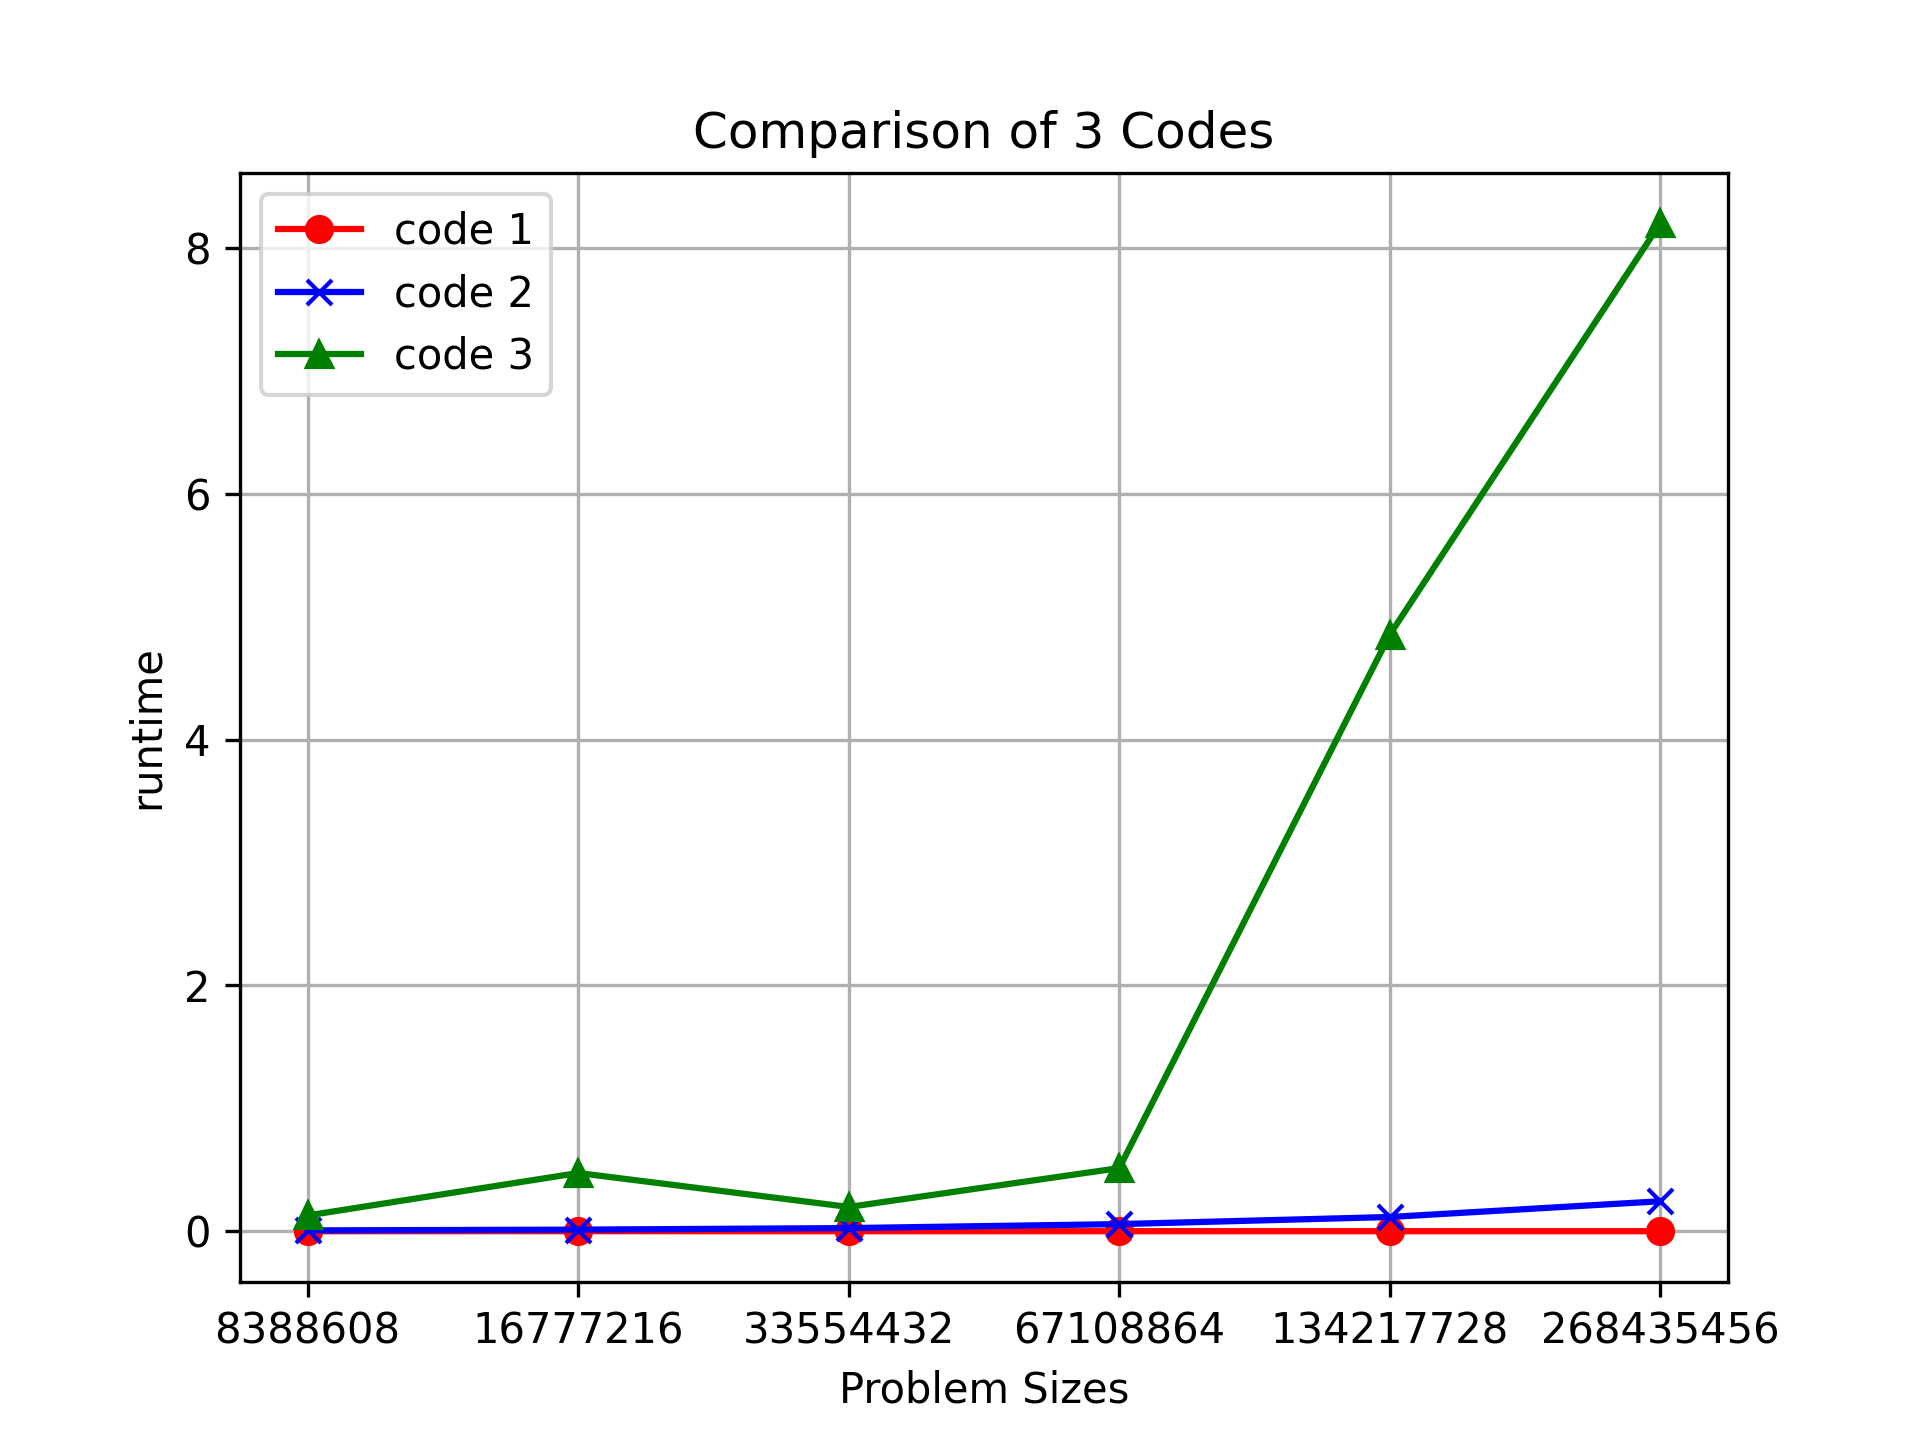 Comparison of 3 Codes
code 1
code 2
code 3
8
6
4
2
0
runtime
8388608 16777216 33554432 67108864 134217728 268435456
Problem Sizes